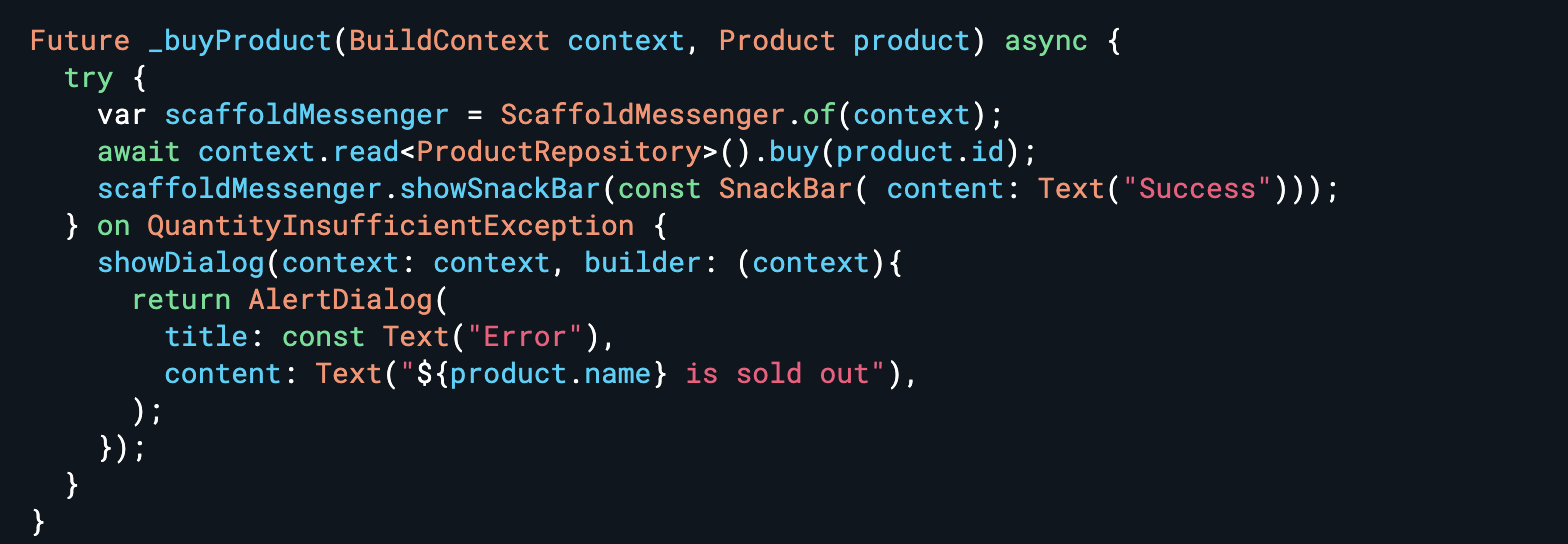 Future _buyProduct(BuildContext context, Product product) async {
  try {
    var scaffoldMessenger = ScaffoldMessenger.of(context);
    await context.read<ProductRepository>().buy(product.id);
    scaffoldMessenger.showSnackBar(const SnackBar( content: Text("Success")));
  } on QuantityInsufficientException {
    showDialog(context: context, builder: (context){
      return AlertDialog(
        title: const Text("Error"),
        content: Text("${product.name} is sold out"),
      );
    });
  }
}